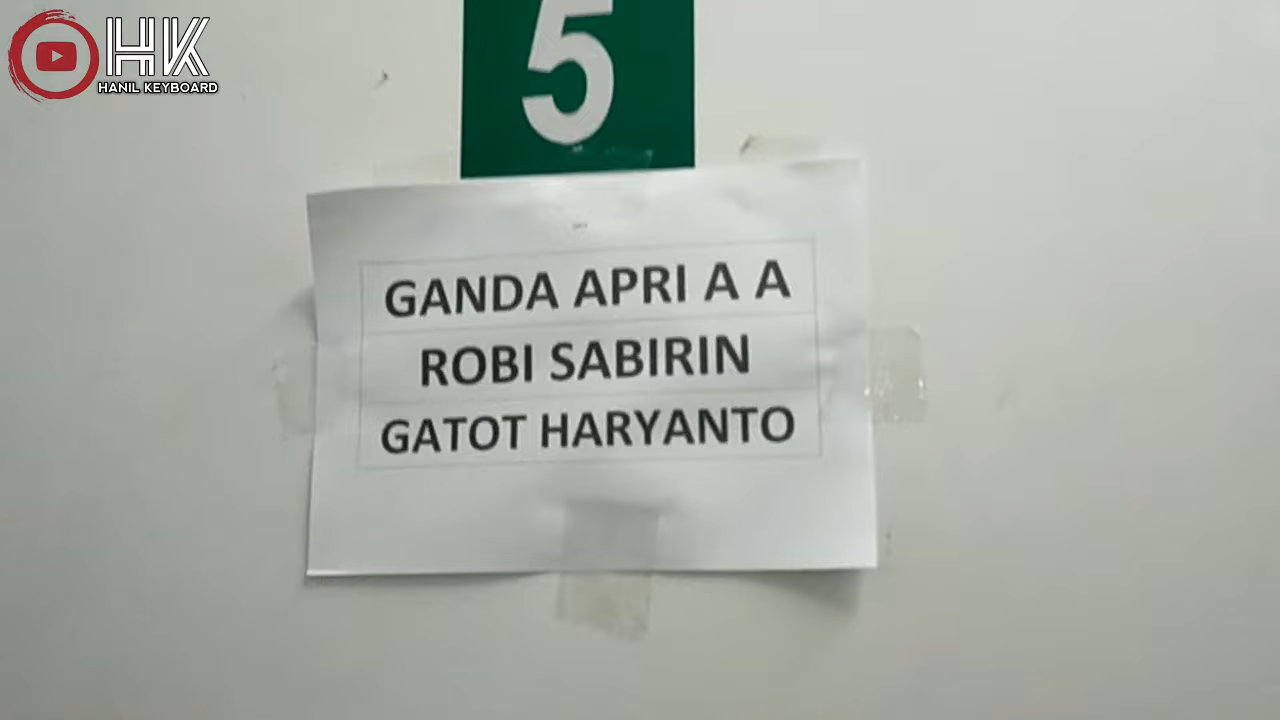 HK
HANIL KEYBOARD
5
GANDA APRI A A
ROBI SABIRIN
GATOT HARYANTO